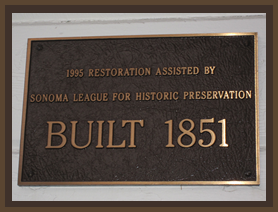 1995 RESTORATION ASSISTED BY
SONOMA LEAGUE FOR HISTORIC PRESERVATION
BUILT 1851